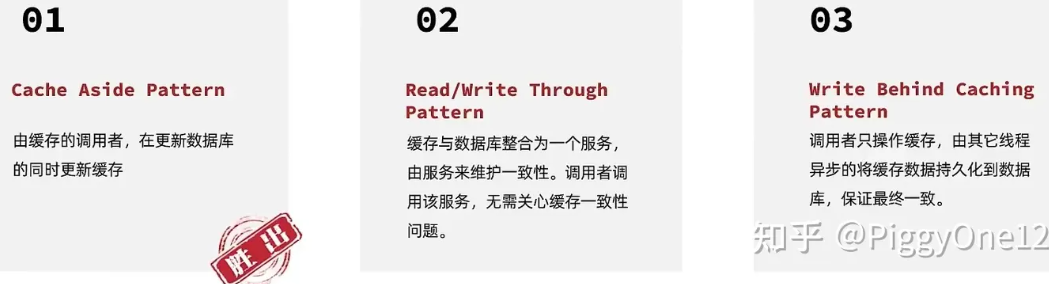 01
Cache Aside Pattern
由缓存的调用者，在更新数据库
的同时更新缓存
胜出
02
Read/Write Through
Pattern
缓存与数据库整合为一个服务，
由服务来维护一致性。调用者调
用该服务，无需关心缓存一致性
问题。
03
Write Behind Caching
Pattern
调用者只操作缓存，由其它线程
异步的将缓存数据持久化到数据
库，保证最终一致。
知乎 @PiggyOne12